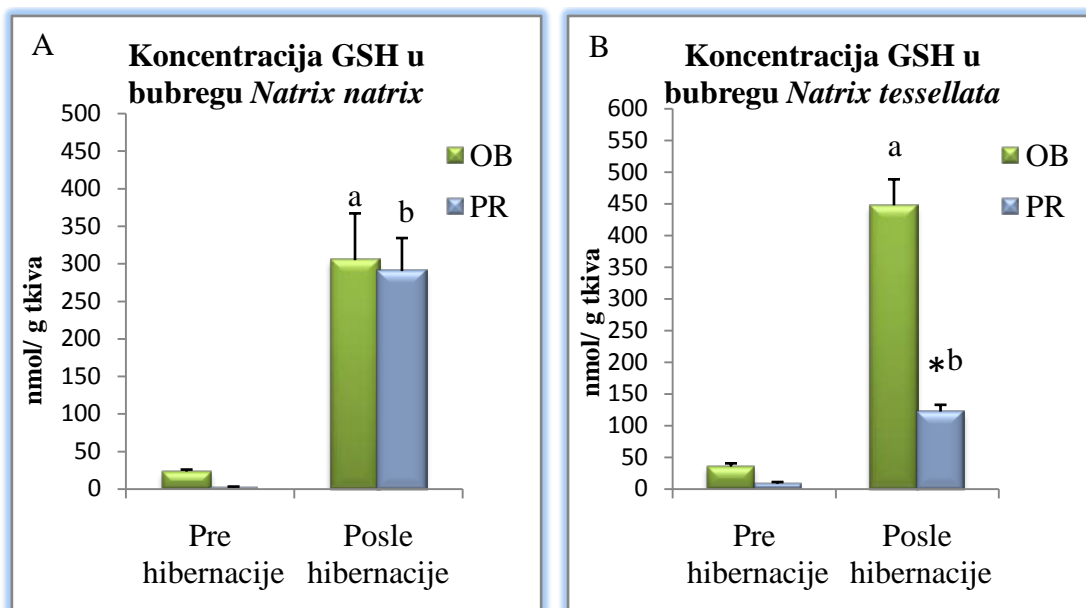 A
Koncentracija GSH u
bubregu Natrix natrix
500
450
400
350
300
250
200
150
100
50
0
nmol/ g tkiva
a
b
OB
PR
Pre
hibernacije
Posle
hibernacije
B
Koncentracija GSH u
bubregu Natrix tessellata
600
550
500
450
400
350
300
250
200
150
100
50
0
nmol/ g tkiva
a
*b
OB
PR
Pre
hibernacije
Posle
hibernacije